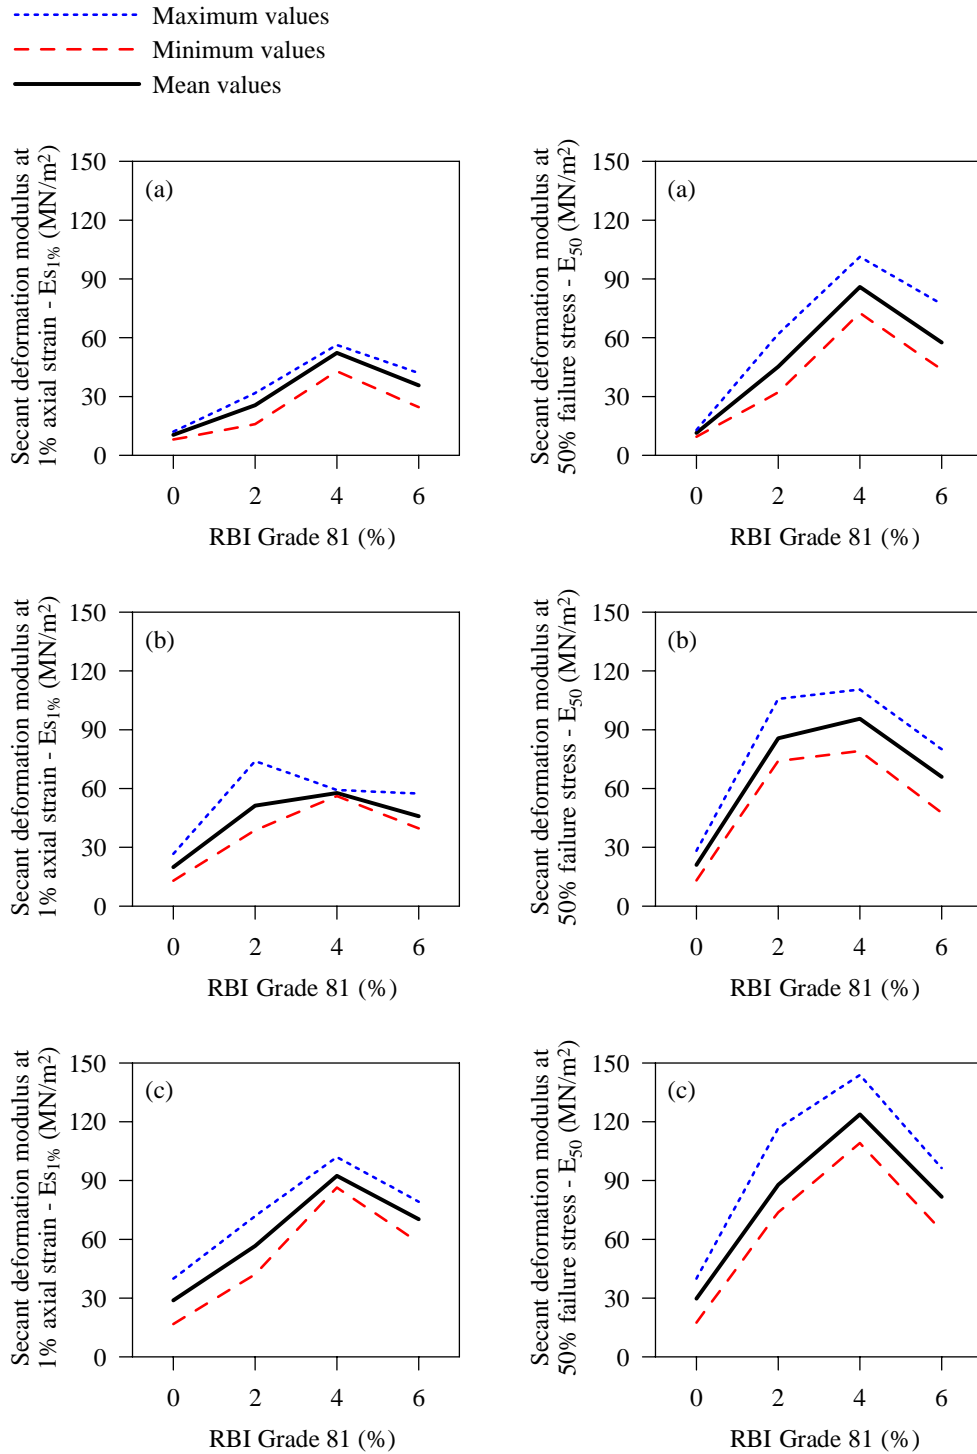 Maximum values
Minimum values
Mean values
Secant deformation modulus at
1% axial strain - Es1% (MN/m²)
150
120
90
60
30
0
(a)
0 2 4 6
RBI Grade 81 (%)
Secant deformation modulus at
50% failure stress - E50 (MN/m²)
150
120
90
60
30
0
(a)
0 2 4 6
RBI Grade 81 (%)
Secant deformation modulus at
1% axial strain - Es1% (MN/m²)
150
120
90
60
30
0
(b)
0 2 4 6
RBI Grade 81 (%)
Secant deformation modulus at
50% failure stress - E50 (MN/m²)
150
120
90
60
30
0
(b)
0 2 4 6
RBI Grade 81 (%)
Secant deformation modulus at
1% axial strain - Es1% (MN/m²)
150
120
90
60
30
0
(c)
0 2 4 6
RBI Grade 81 (%)
Secant deformation modulus at
50% failure stress - E50 (MN/m²)
150
120
90
60
30
0
(c)
0 2 4 6
RBI Grade 81 (%)